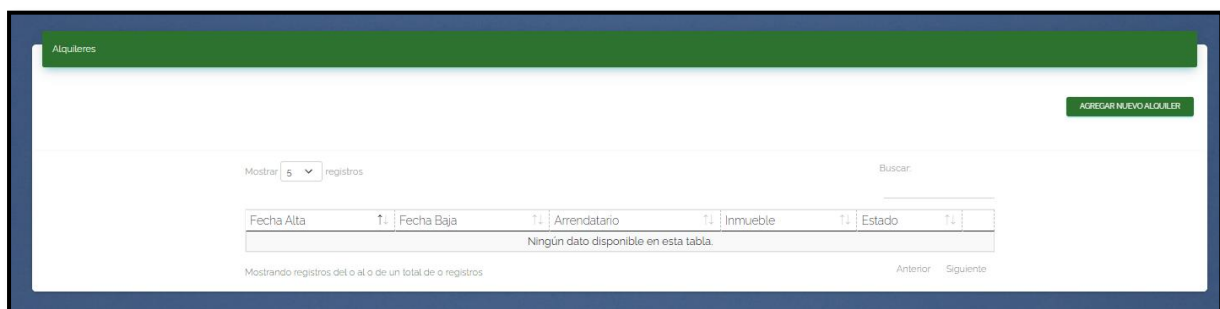 Alquileres
AGREGAR NUEVO ALQUILER
Mostrar 5 registros
Buscar:
Fecha Alta Fecha Baja Arrendatario Inmueble Estado
Ningún dato disponible en esta tabla.
Mostrando registros del 0 al 0 de un total de 0 registros
Anterior Siguiente